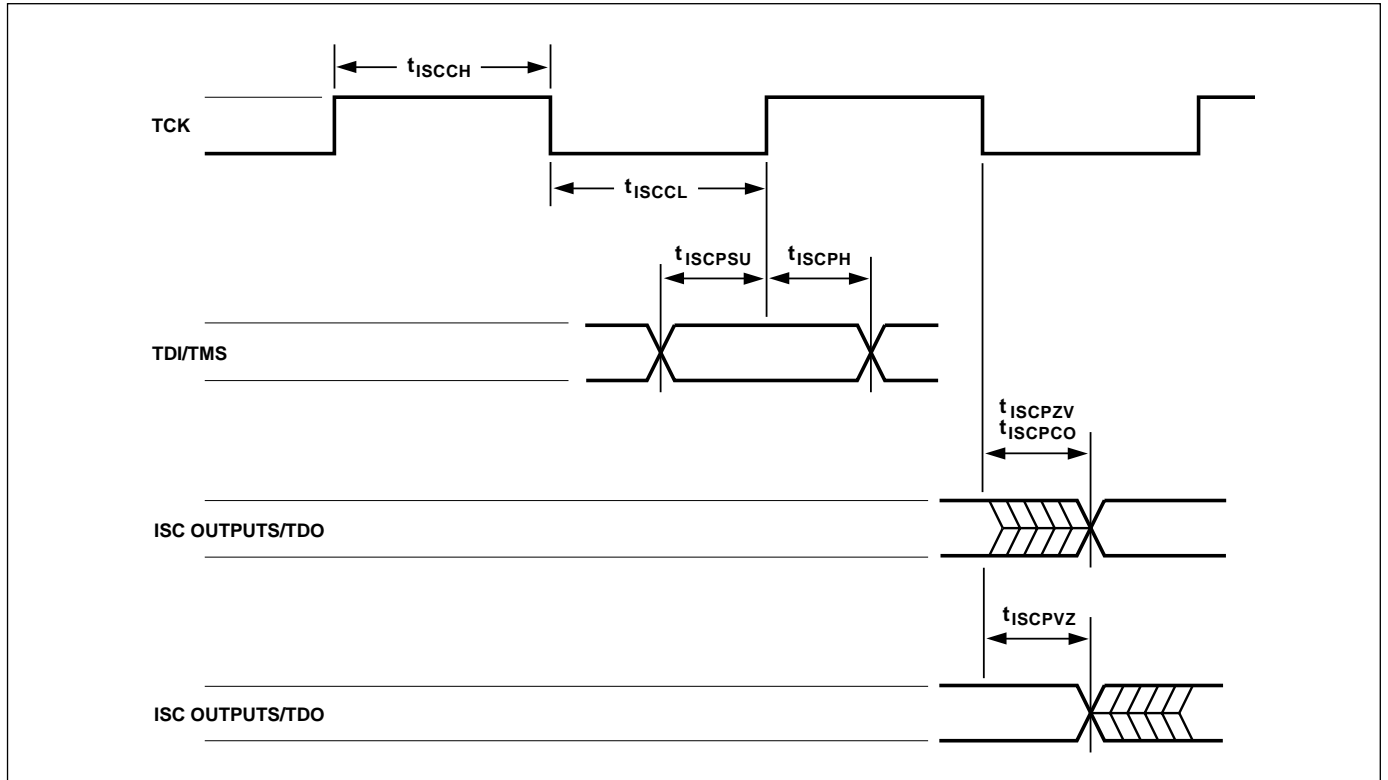 tISCCH
TCK
tISCCL
tISCPSU
tISCPH
TDI/TMS
tISCPZV
tISCPCO
ISC OUTPUTS/TDO
tISCPVZ
ISC OUTPUTS/TDO